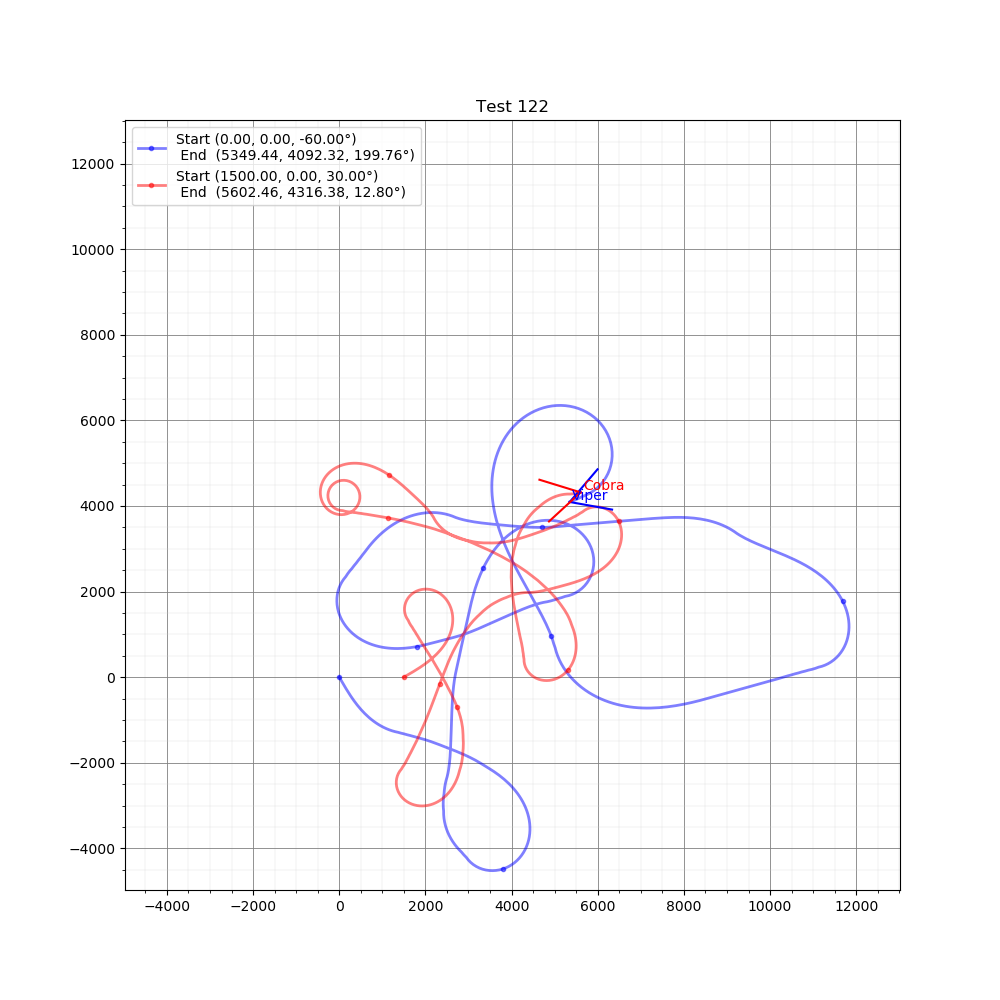 Test 122
Start (0.00, 0.00, -60.00°)
End  (5349.44, 4092.32, 199.76°)
Start (1500.00, 0.00, 30.00°)
End  (5602.46, 4316.38, 12.80°)
12000
10000
8000
6000
4000
2000
0
−2000
−4000
Cobra
Viper
−4000 −2000 0 2000 4000 6000 8000 10000 12000